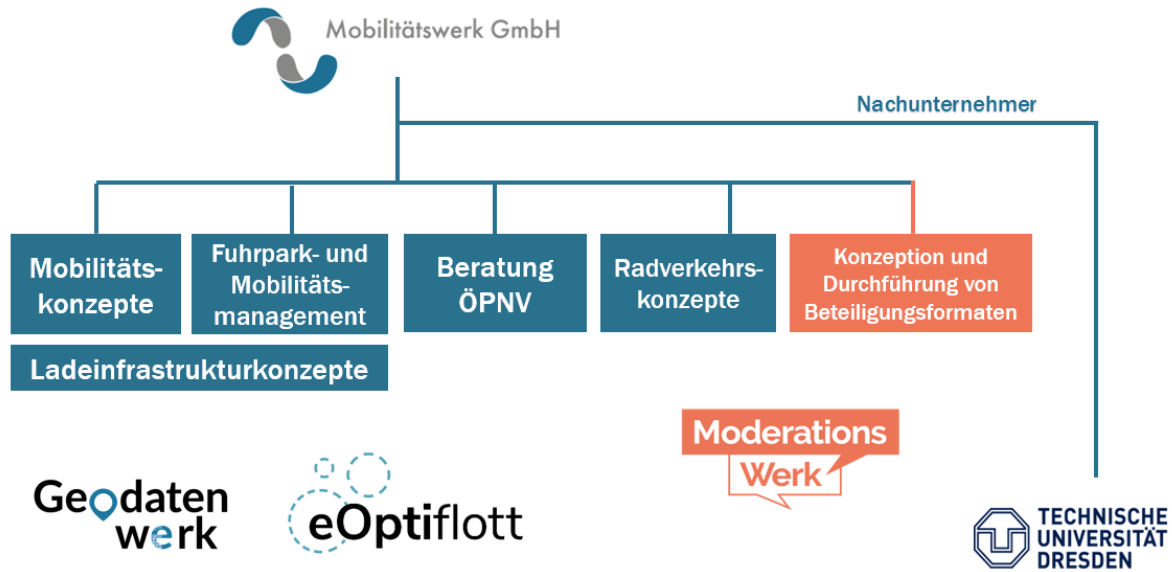 Mobilitätswerk GmbH
Nachunternehmer
Mobilitäts-
konzepte
Fuhrpark- und
Mobilitäts-
management
Beratung
ÖPNV
Radverkehrs-
konzepte
Konzeption und
Durchführung von
Beteiligungsformaten
Ladeinfrastrukturkonzepte
Geodaten
werk
eOptiflott
Moderations
Werk
TECHNISCHE
UNIVERSITÄT
DRESDEN